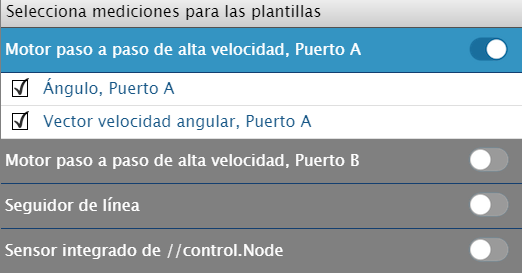 Selecciona mediciones para las plantillas
Motor paso a paso de alta velocidad, Puerto A
Ángulo, Puerto A
Vector velocidad angular, Puerto A
Motor paso a paso de alta velocidad, Puerto B
Seguidor de línea
Sensor integrado de //control.Node